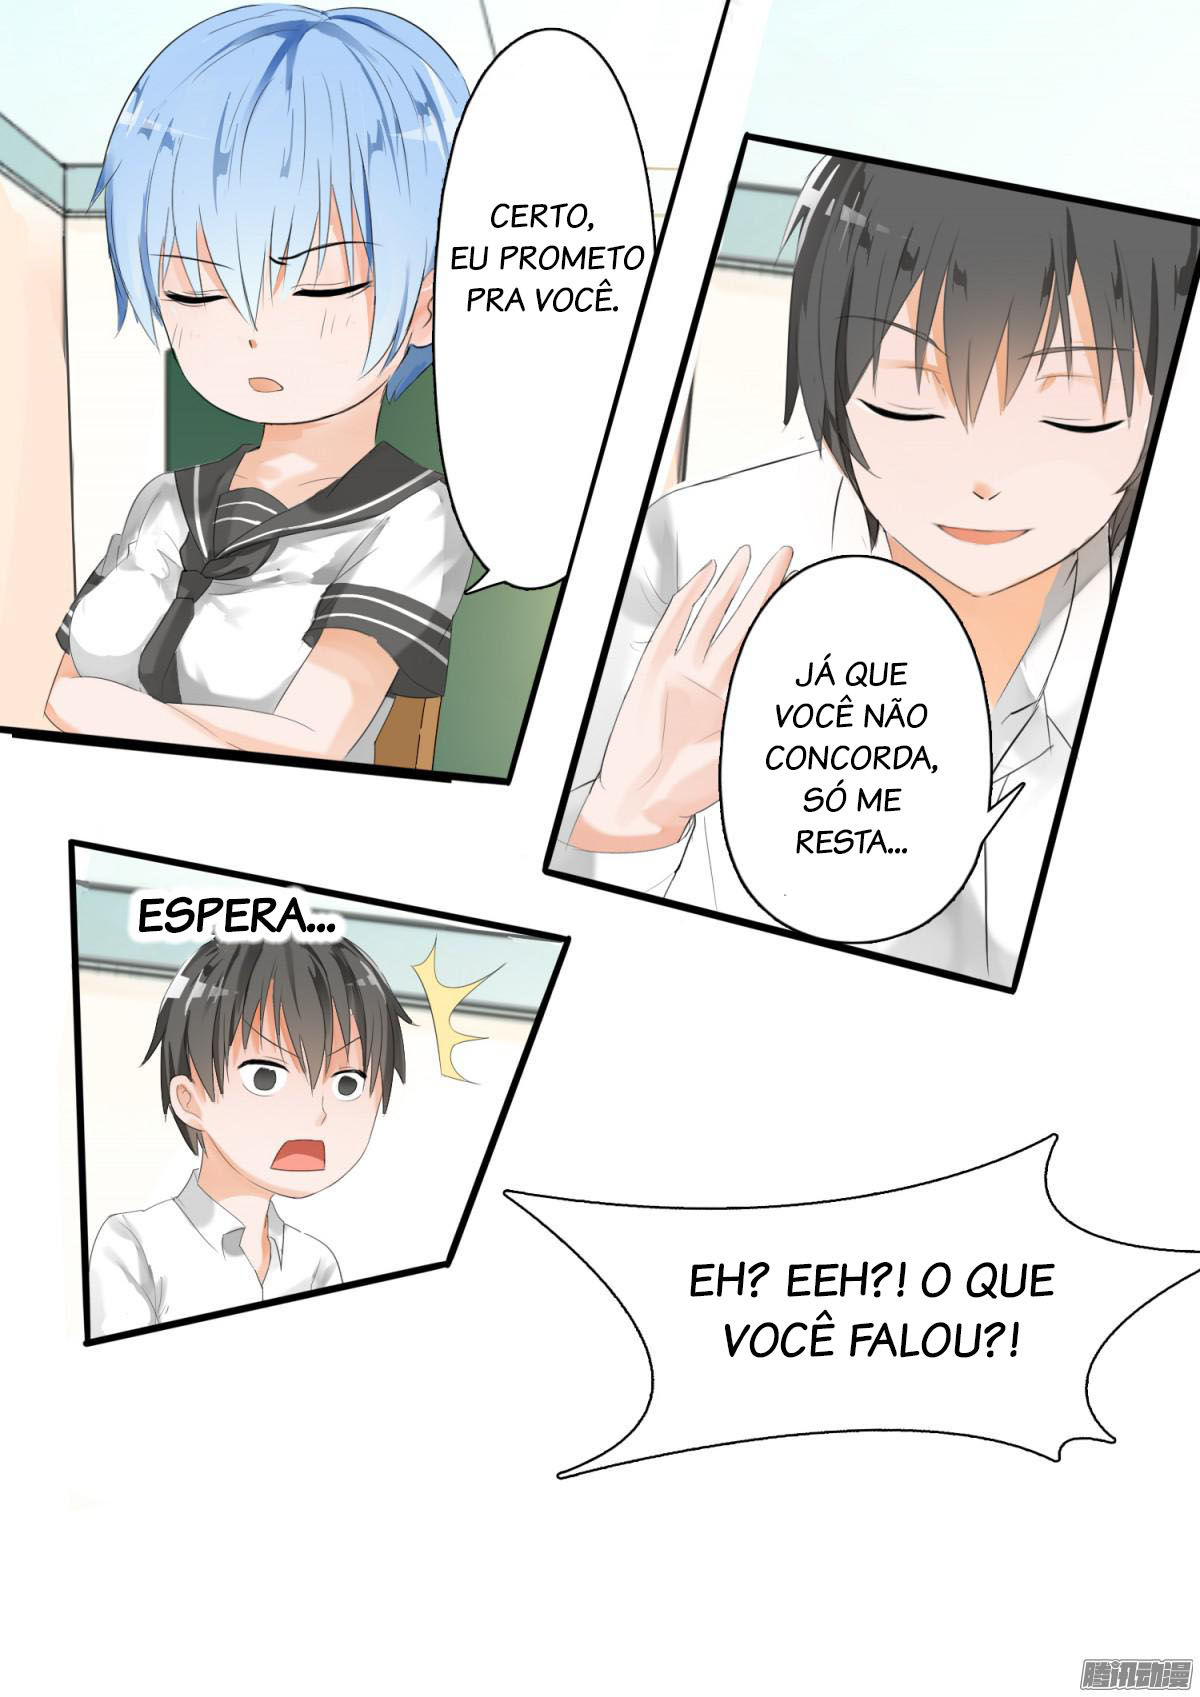 CERTO,
EU PROMETO
PRA VOCÊ.
JÁ QUE
VOCÊ NÃO
CONCORDA,
SÓ ME
RESTA...
ESPERA...
EH? EEH?! O QUE
VOCÊ FALOU?!
腾讯动漫